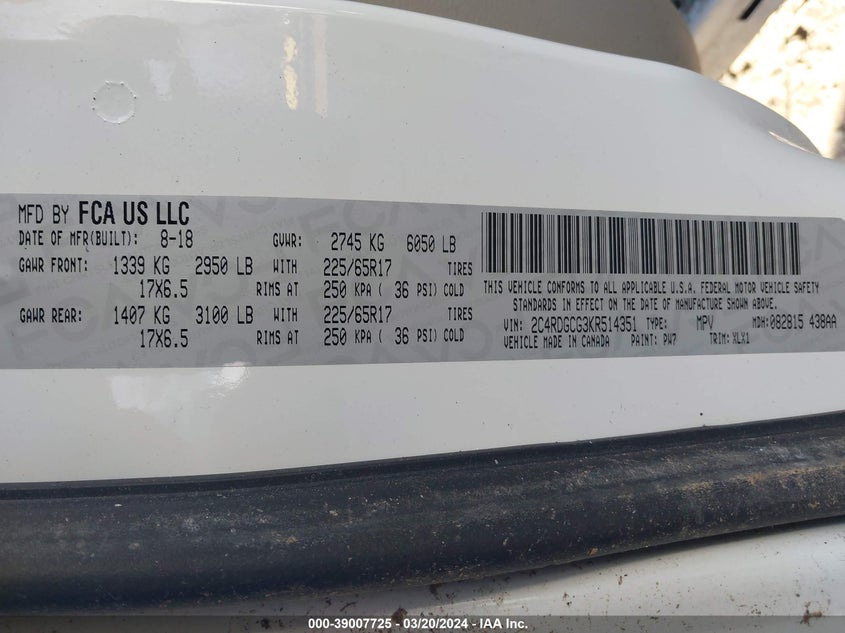 MFD BY FCA US LLC
DATE OF MFR(BUILT): 8-18 GVWR: 2745 KG 6050 LB
GAWR FRONT: 1339 KG 2950 LB WITH 225/65R17 TIRES
17X6.5 RIMS AT 250 KPA ( 36 PSI) COLD
GAWR REAR: 1407 KG 3100 LB WITH 225/65R17 TIRES
17X6.5 RIMS AT 250 KPA ( 36 PSI) COLD
THIS VEHICLE CONFORMS TO ALL APPLICABLE U.S.A. FEDERAL MOTOR VEHICLE SAFETY
STANDARDS IN EFFECT ON THE DATE OF MANUFACTURE SHOWN ABOVE.
VIN: 2C4RDGCG3KR514351 TYPE: MPV MDH: 082815 438AA
VEHICLE MADE IN CANADA PAINT: PW7 TRIM: XLX1
000-39007725 - 03/20/2024 - IAAI.COM